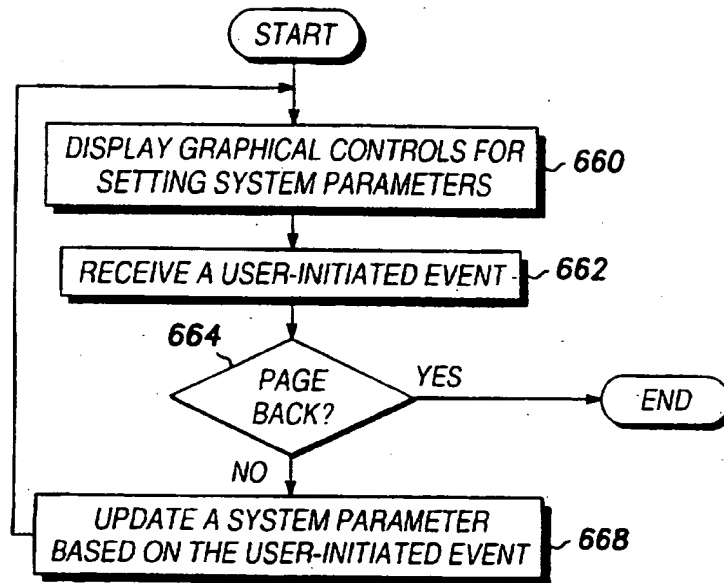 START
DISPLAY GRAPHICAL CONTROLS FOR
SETTING SYSTEM PARAMETERS
660
RECEIVE A USER-INITIATED EVENT
662
664
PAGE
BACK?
YES
END
NO
UPDATE A SYSTEM PARAMETER
BASED ON THE USER-INITIATED EVENT
668